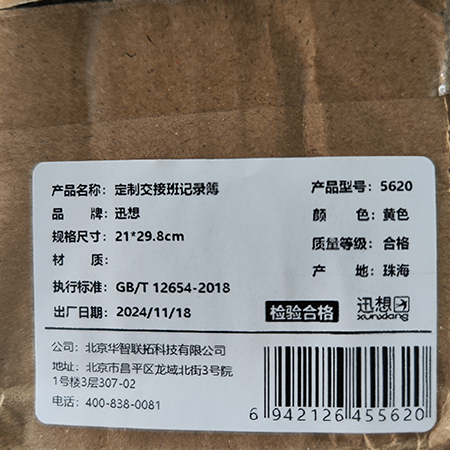 产品名称： 定制交接班记录簿 产品型号：5620
品 牌：迅想 颜 色：黄色
规格尺寸：21*29.8cm 质量等级：合格
材 质： 产 地：珠海
执行标准：GB/T 12654-2018
出厂日期：2024/11/18 检验合格 迅想
xunxiang
公司：北京华智联拓科技有限公司
地址：北京市昌平区龙域北街3号院
1号楼3层307-02
电话：400-838-0081
6 942126 455620